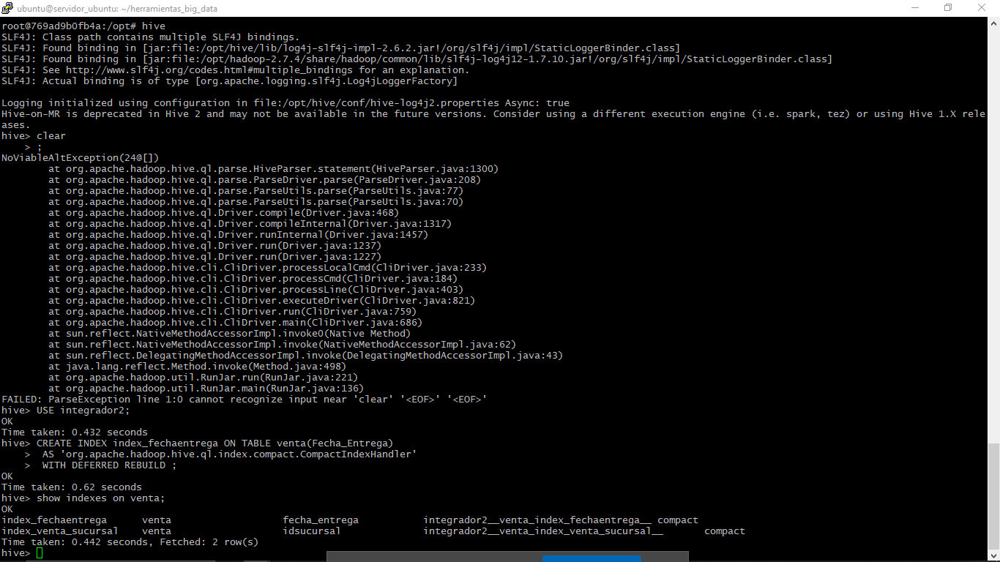 ubuntu@servidor_ubuntu: ~/herramientas_big_data
root@769ad9b0fb4a:/opt# hive
SLF4J: Class path contains multiple SLF4J bindings.
SLF4J: Found binding in [jar:file:/opt/hive/lib/log4j-slf4j-impl-2.6.2.jar!/org/slf4j/impl/StaticLoggerBinder.class]
SLF4J: Found binding in [jar:file:/opt/hadoop-2.7.4/share/hadoop/common/lib/slf4j-log4j12-1.7.10.jar!/org/slf4j/impl/StaticLoggerBinder.class]
SLF4J: See http://www.slf4j.org/codes.html#multiple_bindings for an explanation.
SLF4J: Actual binding is of type [org.apache.logging.slf4j.Log4jLoggerFactory]
Logging initialized using configuration in file:/opt/hive/conf/hive-log4j2.properties Async: true
Hive-on-MR is deprecated in Hive 2 and may not be available in the future versions. Consider using a different execution engine (i.e. spark, tez) or using Hive 1.X rele
ases.
hive> clear
    > ;
NoViableAltException(24@[])
        at org.apache.hadoop.hive.ql.parse.HiveParser.statement(HiveParser.java:1300)
        at org.apache.hadoop.hive.ql.parse.ParseDriver.parse(ParseDriver.java:208)
        at org.apache.hadoop.hive.ql.parse.ParseUtils.parse(ParseUtils.java:77)
        at org.apache.hadoop.hive.ql.parse.ParseUtils.parse(ParseUtils.java:70)
        at org.apache.hadoop.hive.ql.Driver.compile(Driver.java:468)
        at org.apache.hadoop.hive.ql.Driver.compileInternal(Driver.java:1317)
        at org.apache.hadoop.hive.ql.Driver.runInternal(Driver.java:1457)
        at org.apache.hadoop.hive.ql.Driver.run(Driver.java:1237)
        at org.apache.hadoop.hive.ql.Driver.run(Driver.java:1227)
        at org.apache.hadoop.hive.cli.CliDriver.processLocalCmd(CliDriver.java:233)
        at org.apache.hadoop.hive.cli.CliDriver.processCmd(CliDriver.java:184)
        at org.apache.hadoop.hive.cli.CliDriver.processLine(CliDriver.java:403)
        at org.apache.hadoop.hive.cli.CliDriver.executeDriver(CliDriver.java:821)
        at org.apache.hadoop.hive.cli.CliDriver.run(CliDriver.java:759)
        at org.apache.hadoop.hive.cli.CliDriver.main(CliDriver.java:686)
        at sun.reflect.NativeMethodAccessorImpl.invoke0(Native Method)
        at sun.reflect.NativeMethodAccessorImpl.invoke(NativeMethodAccessorImpl.java:62)
        at sun.reflect.DelegatingMethodAccessorImpl.invoke(DelegatingMethodAccessorImpl.java:43)
        at java.lang.reflect.Method.invoke(Method.java:498)
        at org.apache.hadoop.util.RunJar.run(RunJar.java:221)
        at org.apache.hadoop.util.RunJar.main(RunJar.java:136)
FAILED: ParseException line 1:0 cannot recognize input near 'clear' '<EOF>' '<EOF>'
hive> USE integrador2;
OK
Time taken: 0.432 seconds
hive> CREATE INDEX index_fechaentrega ON TABLE venta(Fecha_Entrega)
    >  AS 'org.apache.hadoop.hive.ql.index.compact.CompactIndexHandler'
    >  WITH DEFERRED REBUILD ;
OK
Time taken: 0.62 seconds
hive> show indexes on venta;
OK
index_fechaentrega      venta                   fecha_entrega           integrador2__venta_index_fechaentrega__ compact
index_venta_sucursal    venta                   idsucursal              integrador2__venta_index_venta_sucursal__       compact
Time taken: 0.442 seconds, Fetched: 2 row(s)
hive>